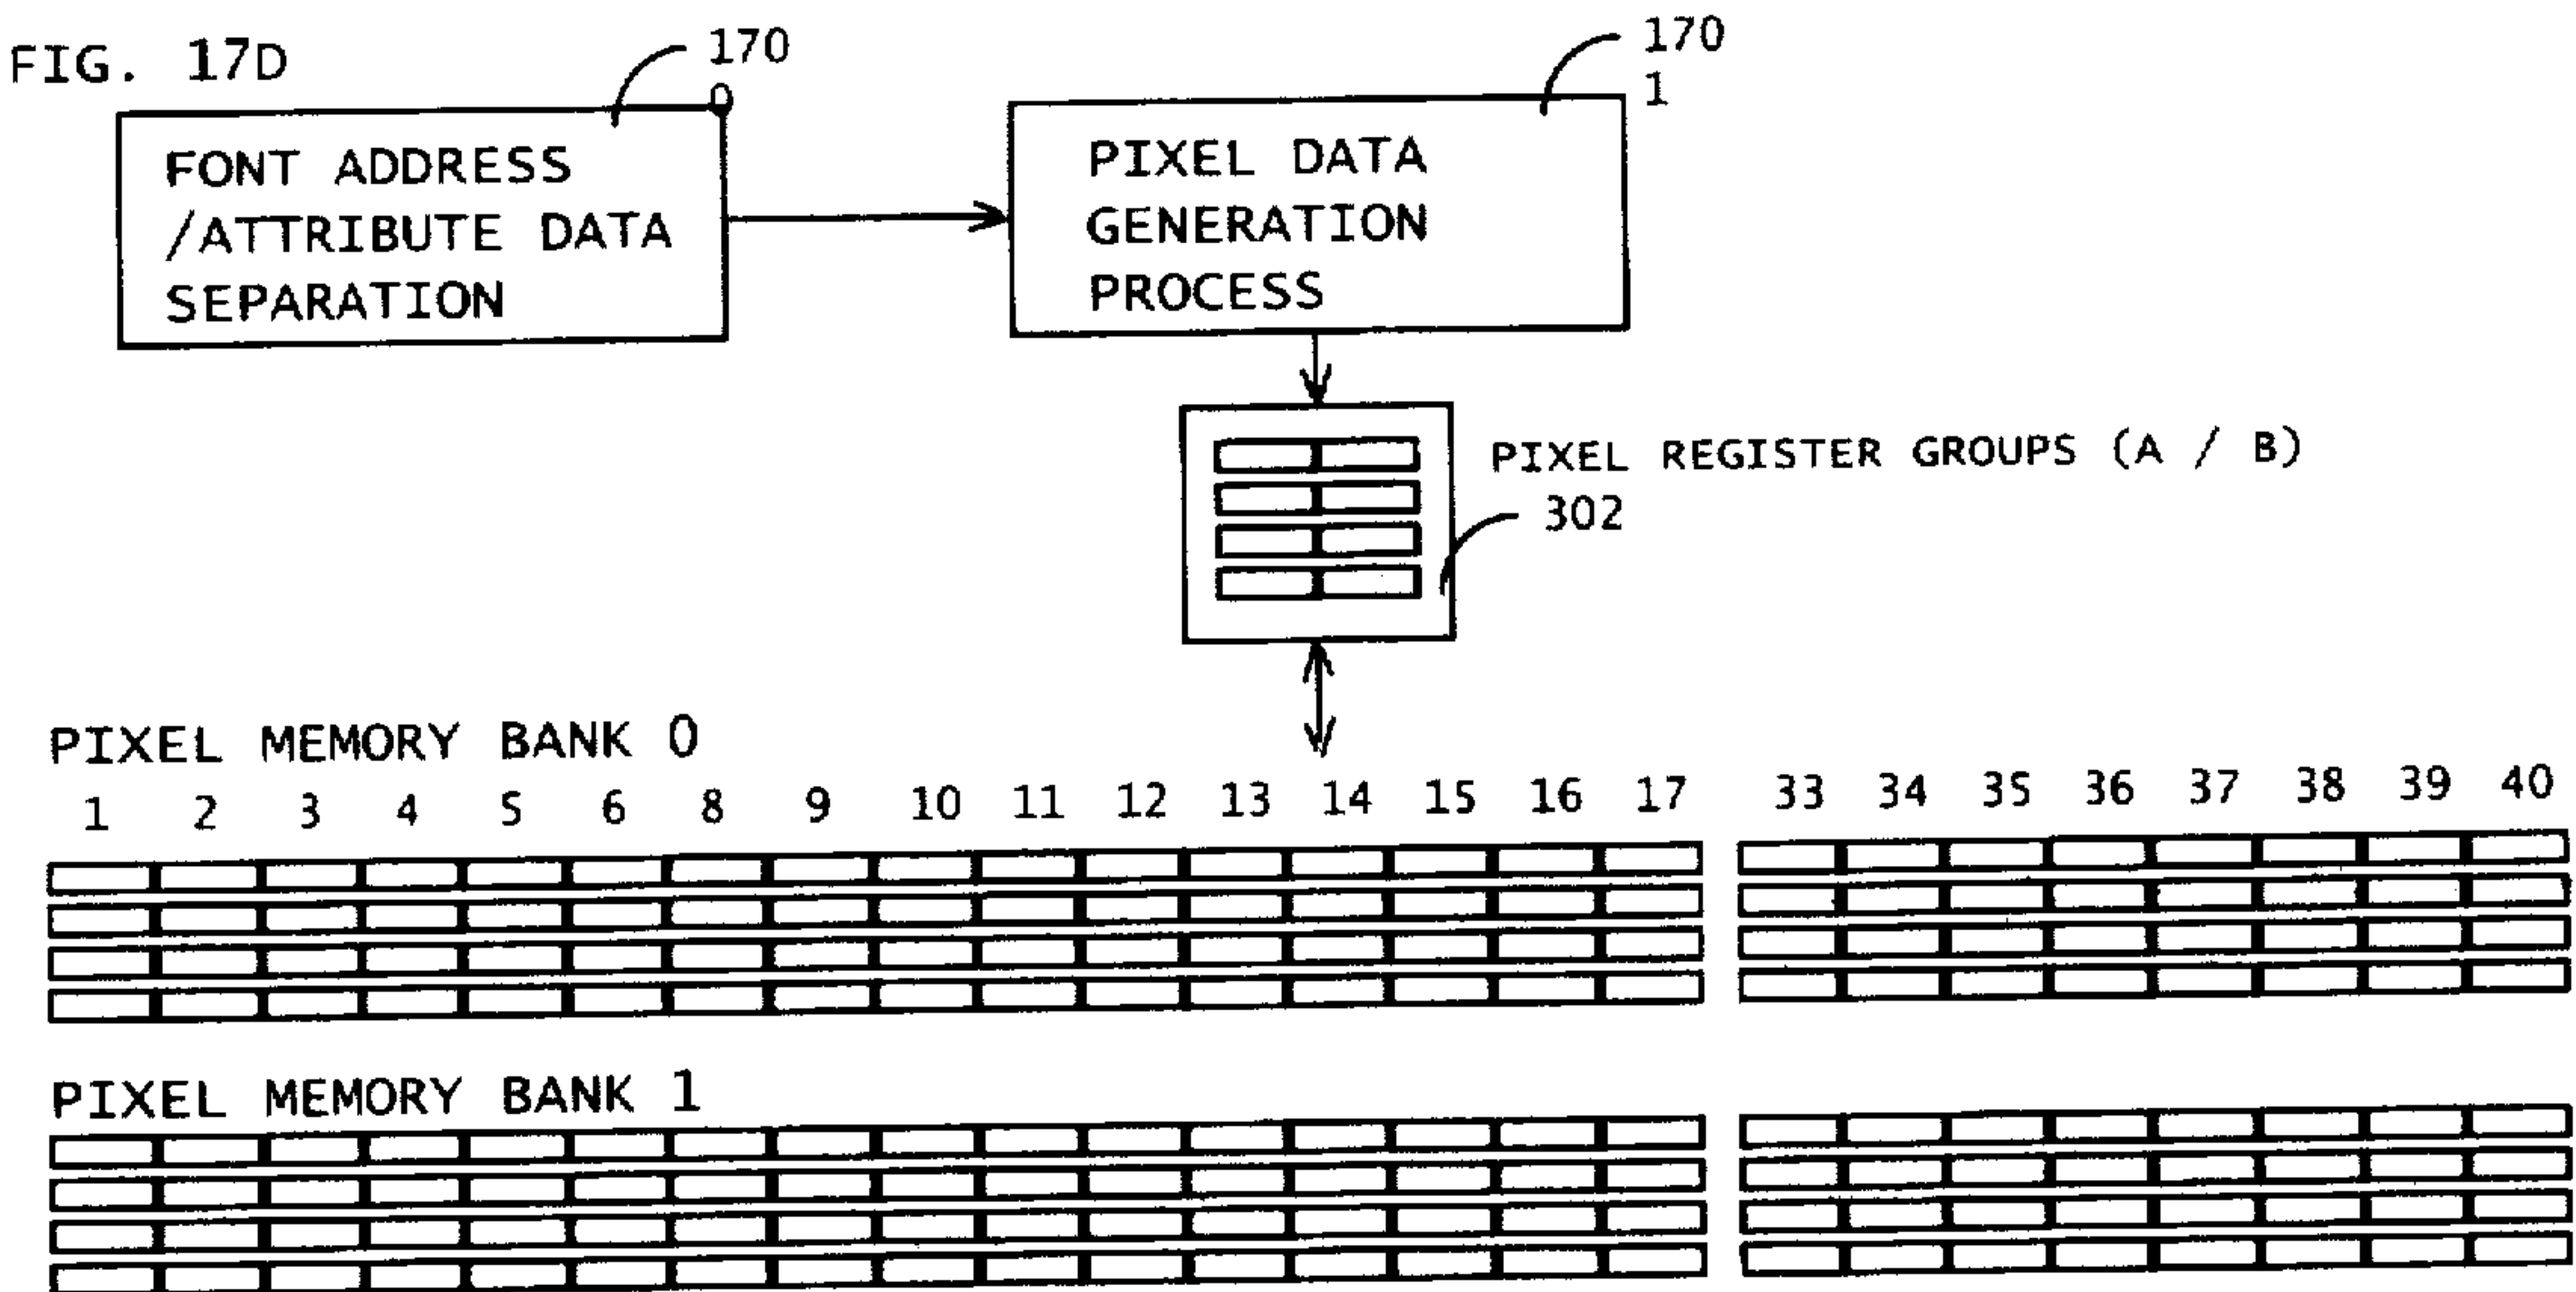 FIG. 17D
170
0
170
1
FONT ADDRESS
/ATTRIBUTE DATA
SEPARATION
PIXEL DATA
GENERATION
PROCESS
PIXEL REGISTER GROUPS (A / B)
302
PIXEL MEMORY BANK 0
1 2 3 4 5 6 8 9 10 11 12 13 14 15 16 17 33 34 35 36 37 38 39 40
PIXEL MEMORY BANK 1